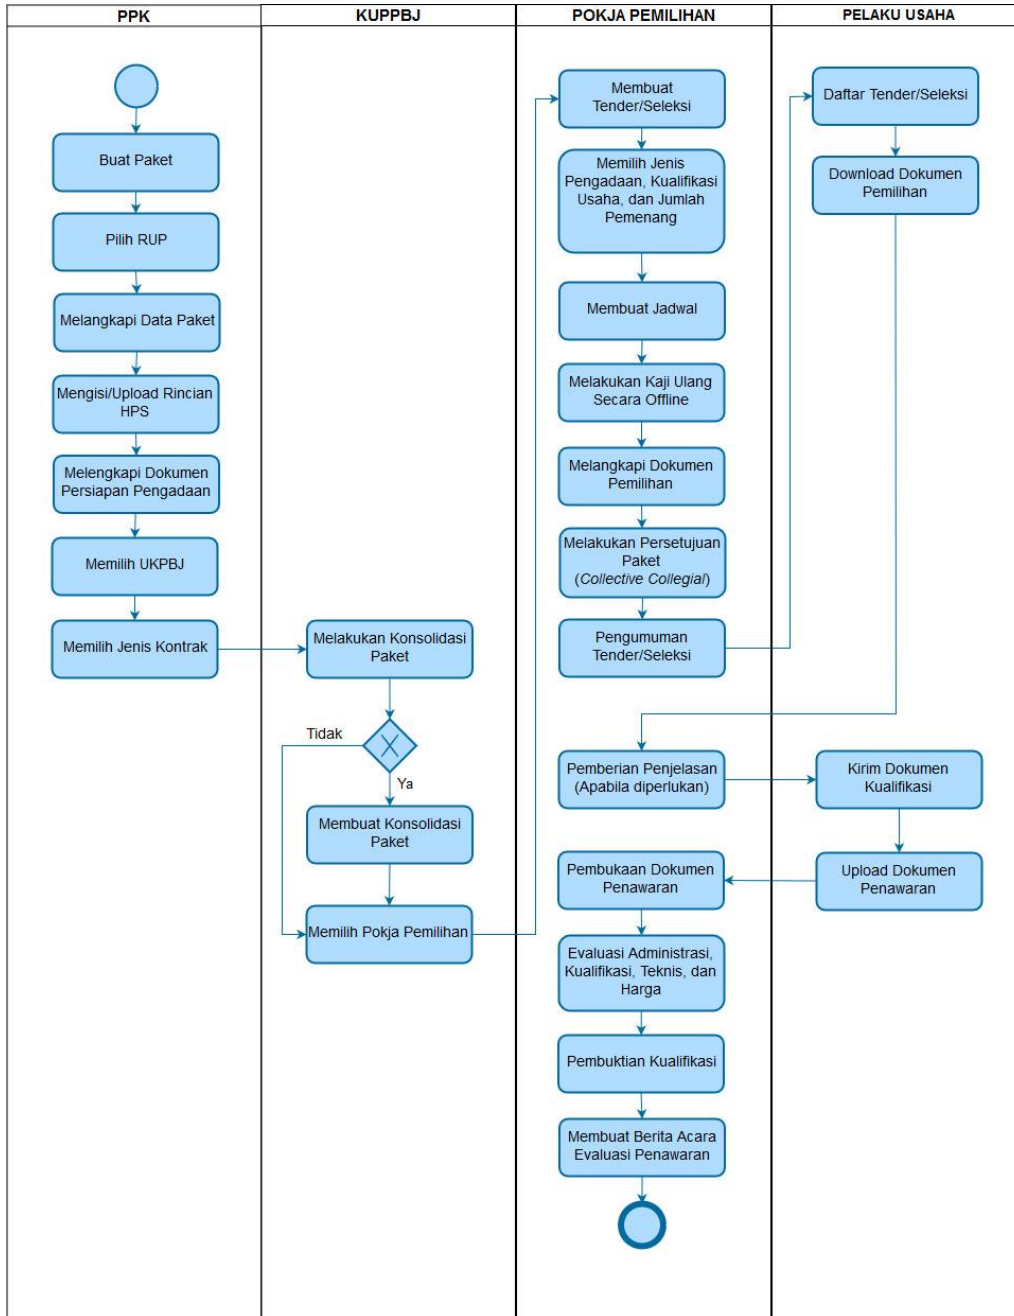 PPK
KUPPBJ
POKJA PEMILIHAN
PELAKU USAHA
Buat Paket
Pilih RUP
Melangkapi Data Paket
Mengisi/Upload Rincian
HPS
Melengkapi Dokumen
Persiapan Pengadaan
Memilih UKPBJ
Memilih Jenis Kontrak
Melakukan Konsolidasi
Paket
Tidak
Ya
Membuat Konsolidasi
Paket
Memilih Pokja Pemilihan
Membuat
Tender/Seleksi
Memilih Jenis
Pengadaan, Kualifikasi
Usaha, dan Jumlah
Pemenang
Membuat Jadwal
Melakukan Kaji Ulang
Secara Offline
Melangkapi Dokumen
Pemilihan
Melakukan Persetujuan
Paket
(Collective Collegial)
Pengumuman
Tender/Seleksi
Daftar Tender/Seleksi
Download Dokumen
Pemilihan
Pemberian Penjelasan
(Apabila diperlukan)
Kirim Dokumen
Kualifikasi
Upload Dokumen
Penawaran
Pembukaan Dokumen
Penawaran
Evaluasi Administrasi,
Kualifikasi, Teknis, dan
Harga
Pembuktian Kualifikasi
Membuat Berita Acara
Evaluasi Penawaran